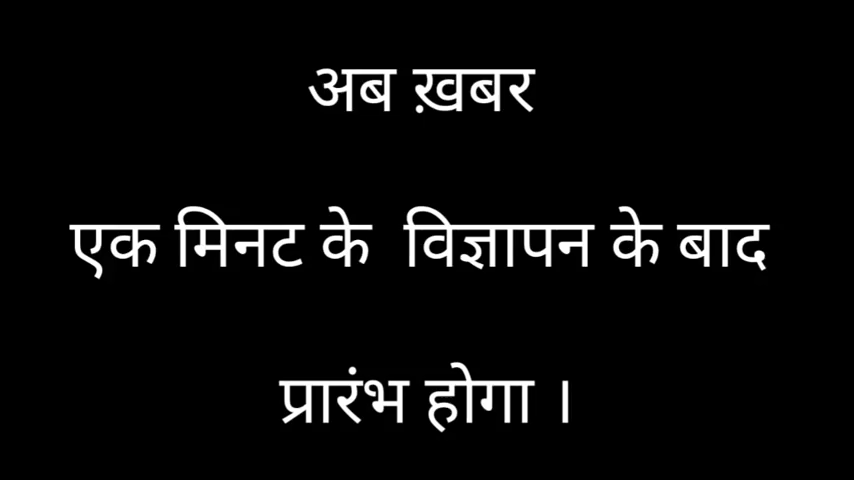 अब ख़बर
एक मिनट के विज्ञापन के बाद
प्रारंभ होगा ।